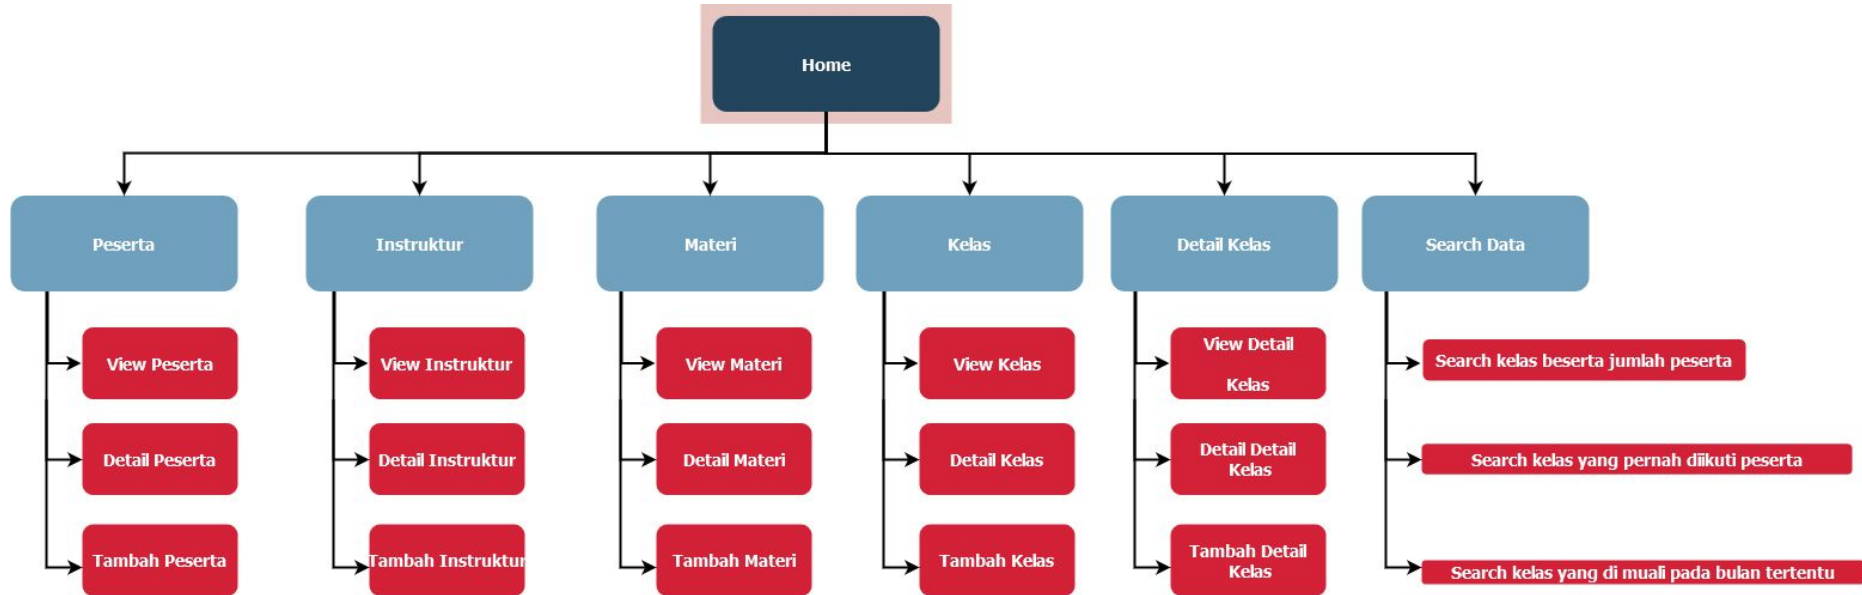 Home
Peserta
Instruktur
Materi
Kelas
Detail Kelas
Search Data
View Peserta
View Instruktur
View Materi
View Kelas
View Detail
Kelas
Search kelas beserta jumlah peserta
Detail Peserta
Detail Instruktur
Detail Materi
Detail Kelas
Detail Detail
Kelas
Search kelas yang pernah diikuti peserta
Tambah Peserta
Tambah Instruktur
Tambah Materi
Tambah Kelas
Tambah Detail
Kelas
Search kelas yang di muali pada bulan tertentu